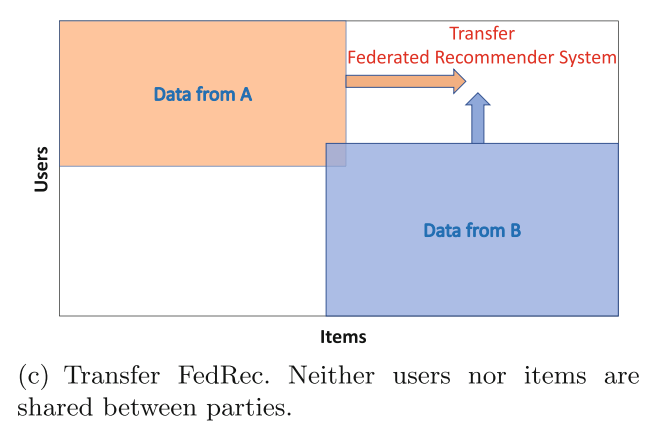 Transfer
Federated Recommender System
Data from A
Users
Data from B
Items
(c) Transfer FedRec. Neither users nor items are
shared between parties.